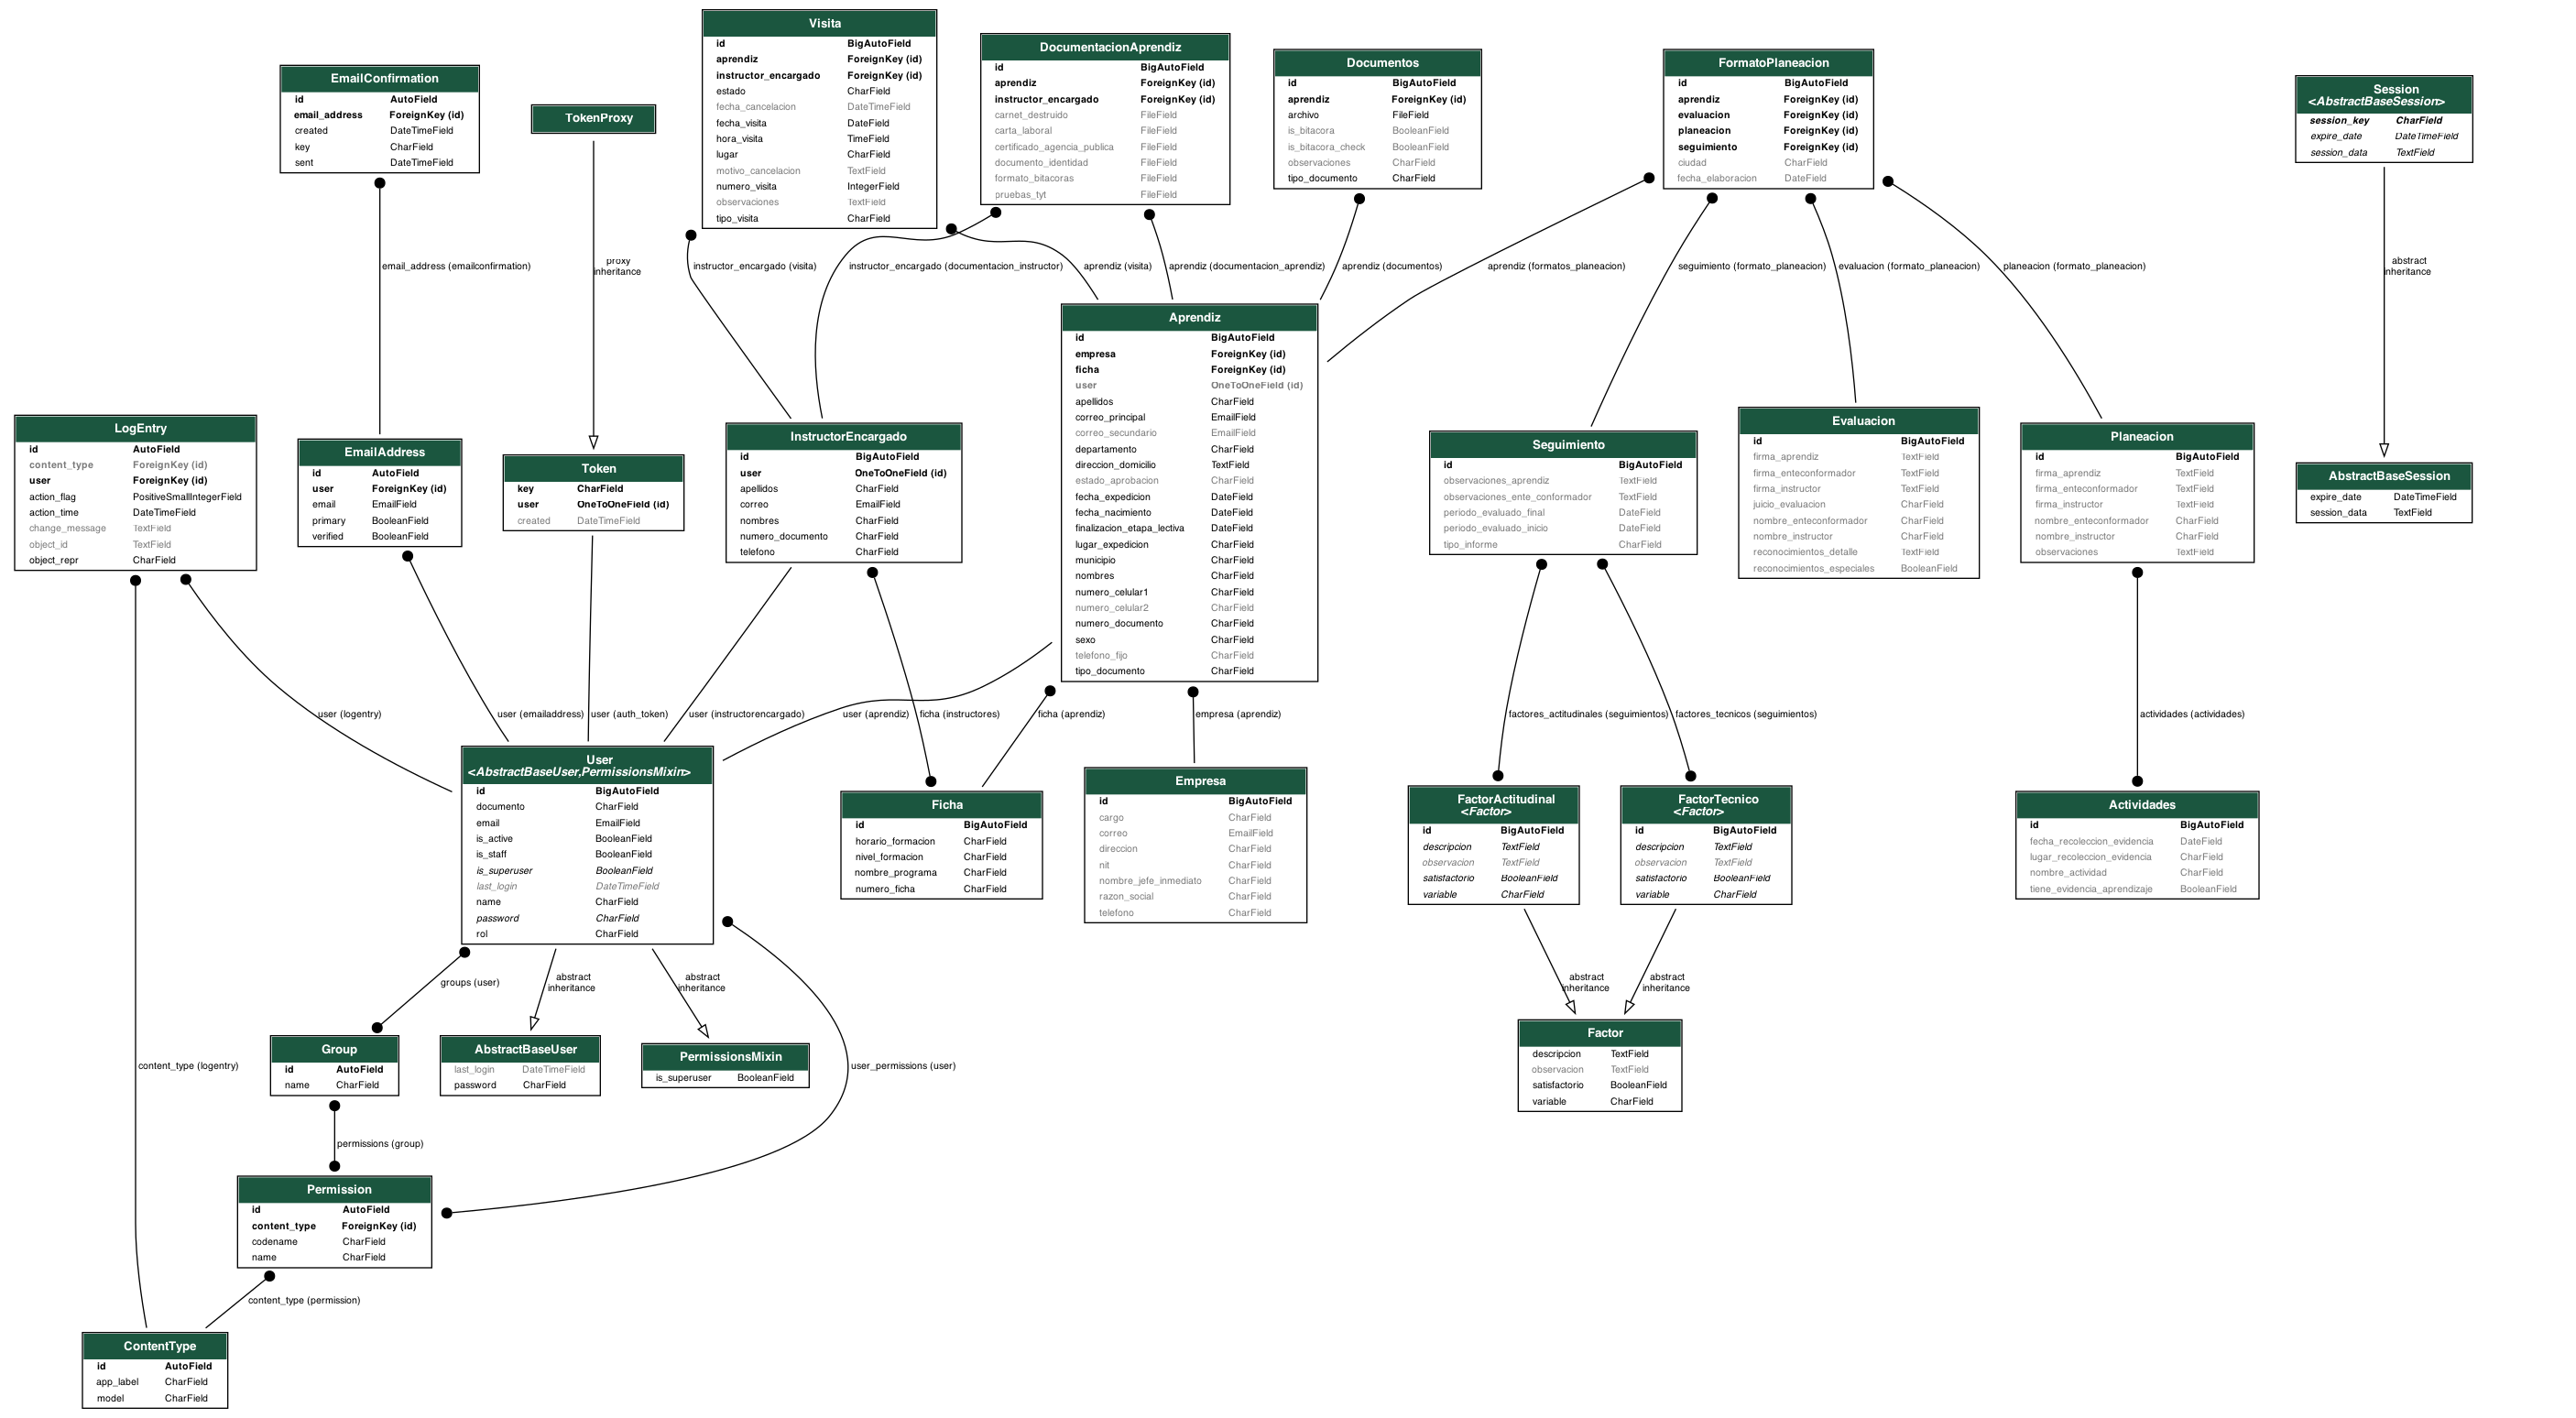 Visita
id BigAutoField
aprendiz ForeignKey (id)
instructor_encargado ForeignKey (id)
estado CharField
fecha_cancelacion DateTimeField
fecha_visita DateField
hora_visita TimeField
lugar CharField
motivo_cancelacion TextField
numero_visita IntegerField
observaciones TextField
tipo_visita CharField
DocumentacionAprendiz
id BigAutoField
aprendiz ForeignKey (id)
instructor_encargado ForeignKey (id)
carnet_destruido FileField
carta_laboral FileField
certificado_agencia_publica FileField
documento_identidad FileField
formato_bitacoras FileField
pruebas_tyt FileField
Documentos
id BigAutoField
aprendiz ForeignKey (id)
archivo FileField
is_bitacora BooleanField
is_bitacora_check BooleanField
observaciones CharField
tipo_documento CharField
FormatoPlaneacion
id BigAutoField
aprendiz ForeignKey (id)
evaluacion ForeignKey (id)
planeacion ForeignKey (id)
seguimiento ForeignKey (id)
ciudad CharField
fecha_elaboracion DateField
Session
<AbstractBaseSession>
session_key CharField
expire_date DateTimeField
session_data TextField
EmailConfirmation
id AutoField
email_address ForeignKey (id)
created DateTimeField
key CharField
sent DateTimeField
TokenProxy
email_address (emailconfirmation)
proxy
inheritance
instructor_encargado (visita)
instructor_encargado (documentacion_instructor)
aprendiz (visita)
aprendiz (documentacion_aprendiz)
aprendiz (documentos)
aprendiz (formatos_planeacion)
seguimiento (formato_planeacion)
evaluacion (formato_planeacion)
planeacion (formato_planeacion)
abstract
inheritance
Aprendiz
id BigAutoField
empresa ForeignKey (id)
ficha ForeignKey (id)
user OneToOneField (id)
apellidos CharField
correo_principal EmailField
correo_secundario EmailField
departamento CharField
direccion_domicilio TextField
estado_aprobacion CharField
fecha_expedicion DateField
fecha_nacimiento DateField
finalizacion_etapa_lectiva DateField
lugar_expedicion CharField
municipio CharField
nombres CharField
numero_celular1 CharField
numero_celular2 CharField
numero_documento CharField
sexo CharField
telefono_fijo CharField
tipo_documento CharField
LogEntry
id AutoField
content_type ForeignKey (id)
user ForeignKey (id)
action_flag PositiveSmallIntegerField
action_time DateTimeField
change_message TextField
object_id TextField
object_repr CharField
EmailAddress
id AutoField
user ForeignKey (id)
email EmailField
primary BooleanField
verified BooleanField
Token
key CharField
user OneToOneField (id)
created DateTimeField
InstructorEncargado
id BigAutoField
user OneToOneField (id)
apellidos CharField
correo EmailField
nombres CharField
numero_documento CharField
telefono CharField
Seguimiento
id BigAutoField
observaciones_aprendiz TextField
observaciones_ente_conformador TextField
periodo_evaluado_final DateField
periodo_evaluado_inicio DateField
tipo_informe CharField
Evaluacion
id BigAutoField
firma_aprendiz TextField
firma_enteconformador TextField
firma_instructor TextField
juicio_evaluacion CharField
nombre_enteconformador CharField
nombre_instructor CharField
reconocimientos_detalle TextField
reconocimientos_especiales BooleanField
Planeacion
id BigAutoField
firma_aprendiz TextField
firma_enteconformador TextField
firma_instructor TextField
nombre_enteconformador CharField
nombre_instructor CharField
observaciones TextField
AbstractBaseSession
expire_date DateTimeField
session_data TextField
user (logentry)
user (emailaddress)
user (auth_token)
user (instructorencargado)
user (aprendiz)
ficha (instructores)
ficha (aprendiz)
empresa (aprendiz)
factores_actitudinales (seguimientos)
factores_tecnicos (seguimientos)
actividades (actividades)
User
<AbstractBaseUser,PermissionsMixin>
id BigAutoField
documento CharField
email EmailField
is_active BooleanField
is_staff BooleanField
is_superuser BooleanField
last_login DateTimeField
name CharField
password CharField
rol CharField
Ficha
id BigAutoField
horario_formacion CharField
nivel_formacion CharField
nombre_programa CharField
numero_ficha CharField
Empresa
id BigAutoField
cargo CharField
correo EmailField
direccion CharField
nit CharField
nombre_jefe_inmediato CharField
razon_social CharField
telefono CharField
FactorActitudinal
<Factor>
id BigAutoField
descripcion TextField
observacion TextField
satisfactorio BooleanField
variable CharField
FactorTecnico
<Factor>
id BigAutoField
descripcion TextField
observacion TextField
satisfactorio BooleanField
variable CharField
Actividades
id BigAutoField
fecha_recoleccion_evidencia DateField
lugar_recoleccion_evidencia CharField
nombre_actividad CharField
tiene_evidencia_aprendizaje BooleanField
groups (user)
abstract
inheritance
abstract
inheritance
abstract
inheritance
abstract
inheritance
content_type (logentry)
user_permissions (user)
Group
id AutoField
name CharField
AbstractBaseUser
last_login DateTimeField
password CharField
PermissionsMixin
is_superuser BooleanField
Factor
descripcion TextField
observacion TextField
satisfactorio BooleanField
variable CharField
permissions (group)
Permission
id AutoField
content_type ForeignKey (id)
codename CharField
name CharField
content_type (permission)
ContentType
id AutoField
app_label CharField
model CharField